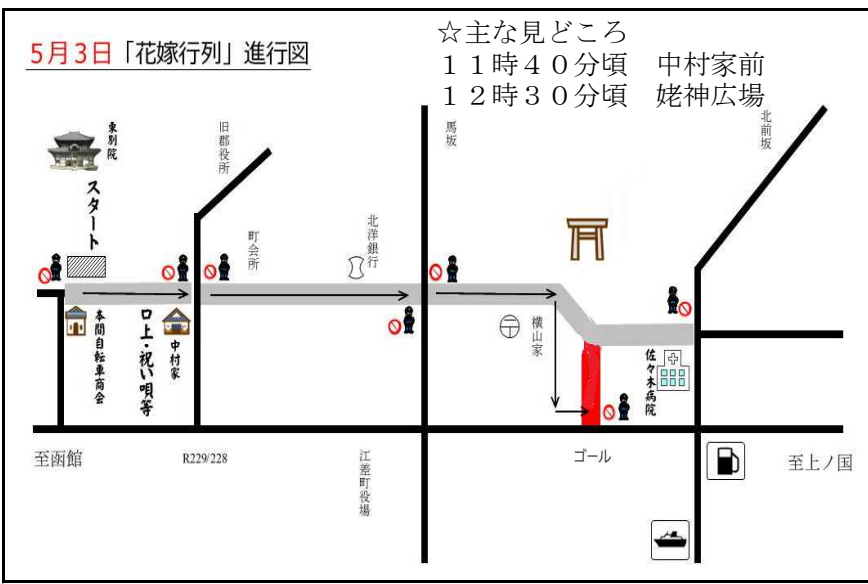 5月3日「花嫁行列」進行図
☆主な見どころ
11時40分頃 中村家前
12時30分頃 姥神広場
東別院
スタート
旧郡役所
町会所
北洋銀行
馬坂
北前坂
本間自転車商会
口上・祝い唄等
中村家
横山家
佐々木病院
至函館
R229/228
江差町役場
ゴール
至上ノ国